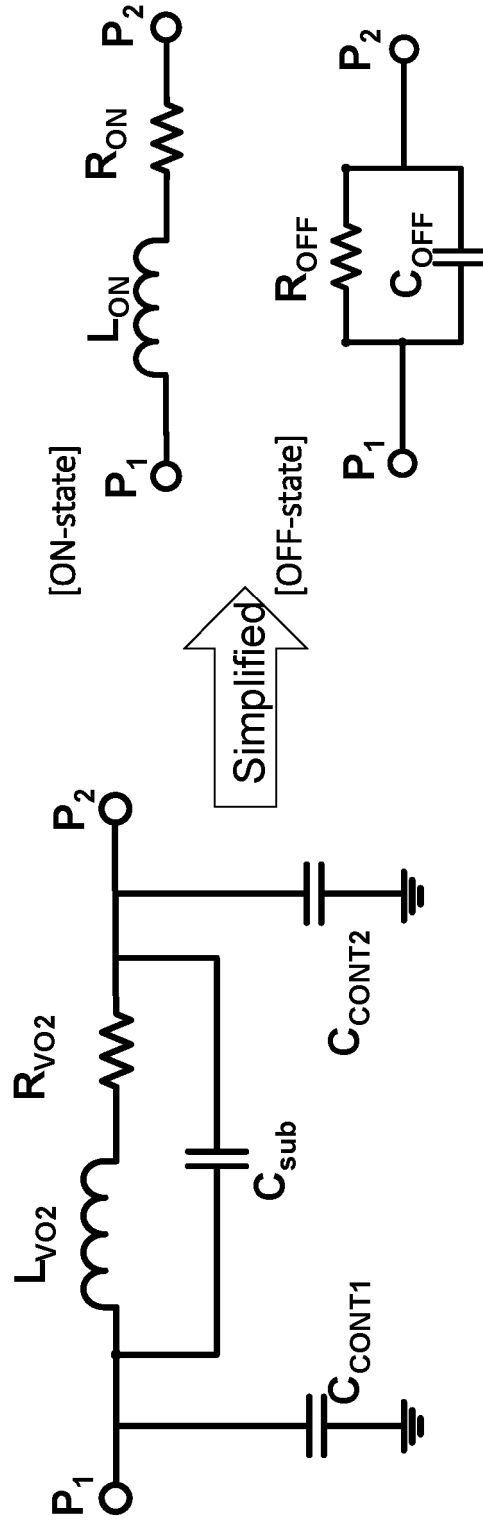 P1
LVO2
RVO2
P2
Csub
CCONT1
CCONT2
Simplified
[ON-state]
P1
LON
RON
P2
[OFF-state]
P1
ROFF
COFF
P2